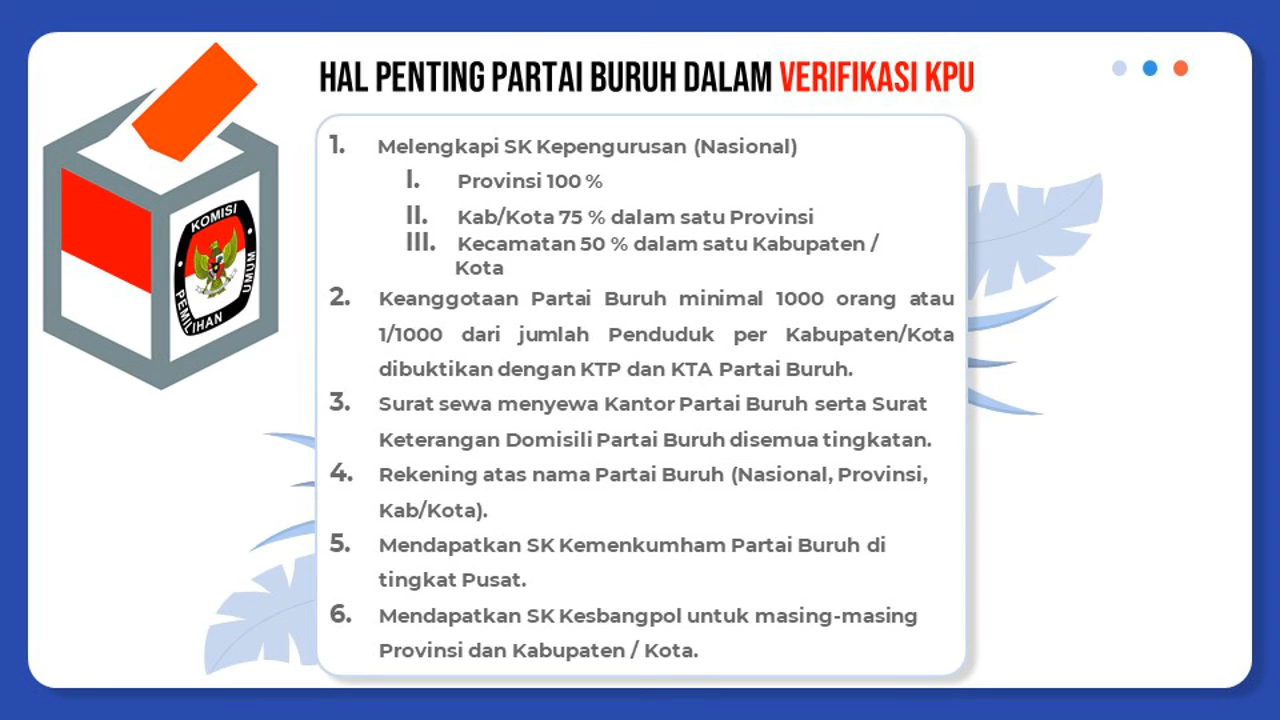 HAL PENTING PARTAI BURUH DALAM VERIFIKASI KPU
KOMISI
PEMILIHAN
UMUM
1. Melengkapi SK Kepengurusan (Nasional)
I. Provinsi 100 %
II. Kab/Kota 75 % dalam satu Provinsi
III. Kecamatan 50 % dalam satu Kabupaten /
Kota
2. Keanggotaan Partai Buruh minimal 1000 orang atau
1/1000 dari jumlah Penduduk per Kabupaten/Kota
dibuktikan dengan KTP dan KTA Partai Buruh.
3. Surat sewa menyewa Kantor Partai Buruh serta Surat
Keterangan Domisili Partai Buruh disemua tingkatan.
4. Rekening atas nama Partai Buruh (Nasional, Provinsi,
Kab/Kota).
5. Mendapatkan SK Kemenkumham Partai Buruh di
tingkat Pusat.
6. Mendapatkan SK Kesbangpol untuk masing-masing
Provinsi dan Kabupaten / Kota.